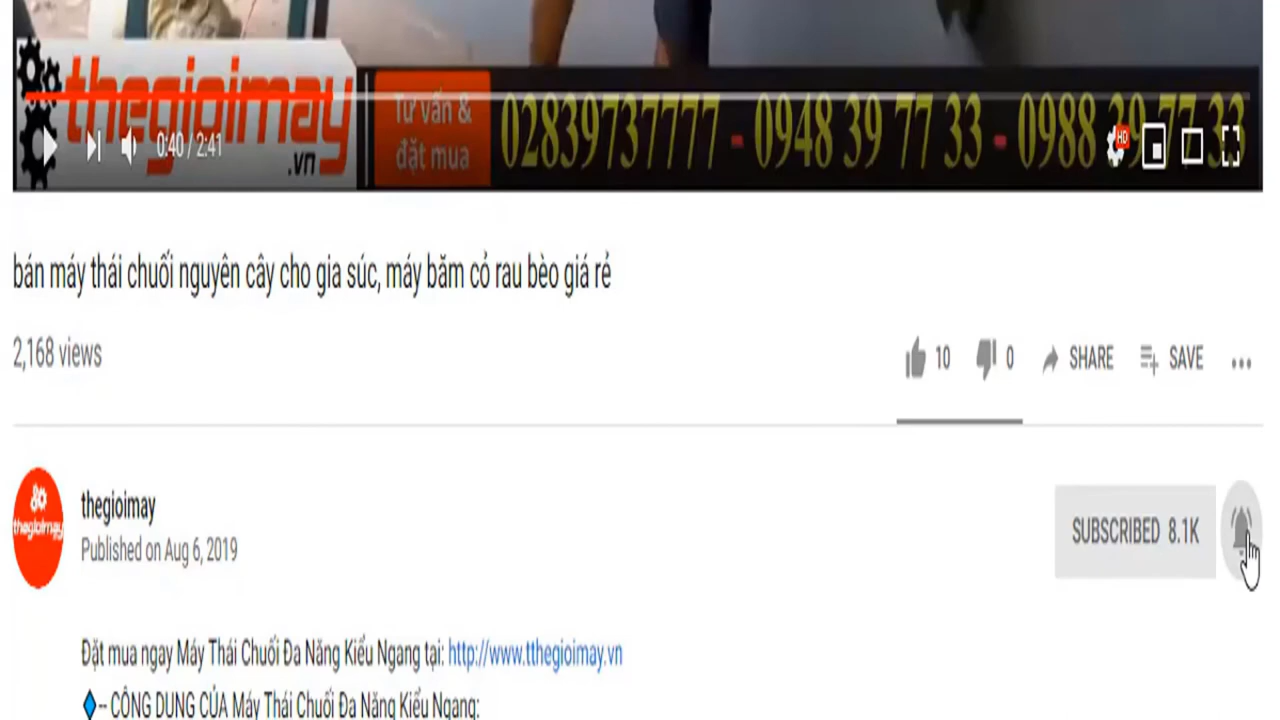 thegioimay
.vn
Tư vấn &
đặt mua
02839737777 - 0948 39 77 33 - 0988 39 77 33
HD
0:40 / 2:41
bán máy thái chuối nguyên cây cho gia súc, máy băm cỏ rau bèo giá rẻ
2,168 views
10 0 SHARE SAVE
thegioimay
thegioimay
Published on Aug 6, 2019
SUBSCRIBED 8.1K
Đặt mua ngay Máy Thái Chuối Đa Năng Kiểu Ngang tại: http://www.tthegioimay.vn
-- CÔNG DỤNG CỦA Máy Thái Chuối Đa Năng Kiểu Ngang: